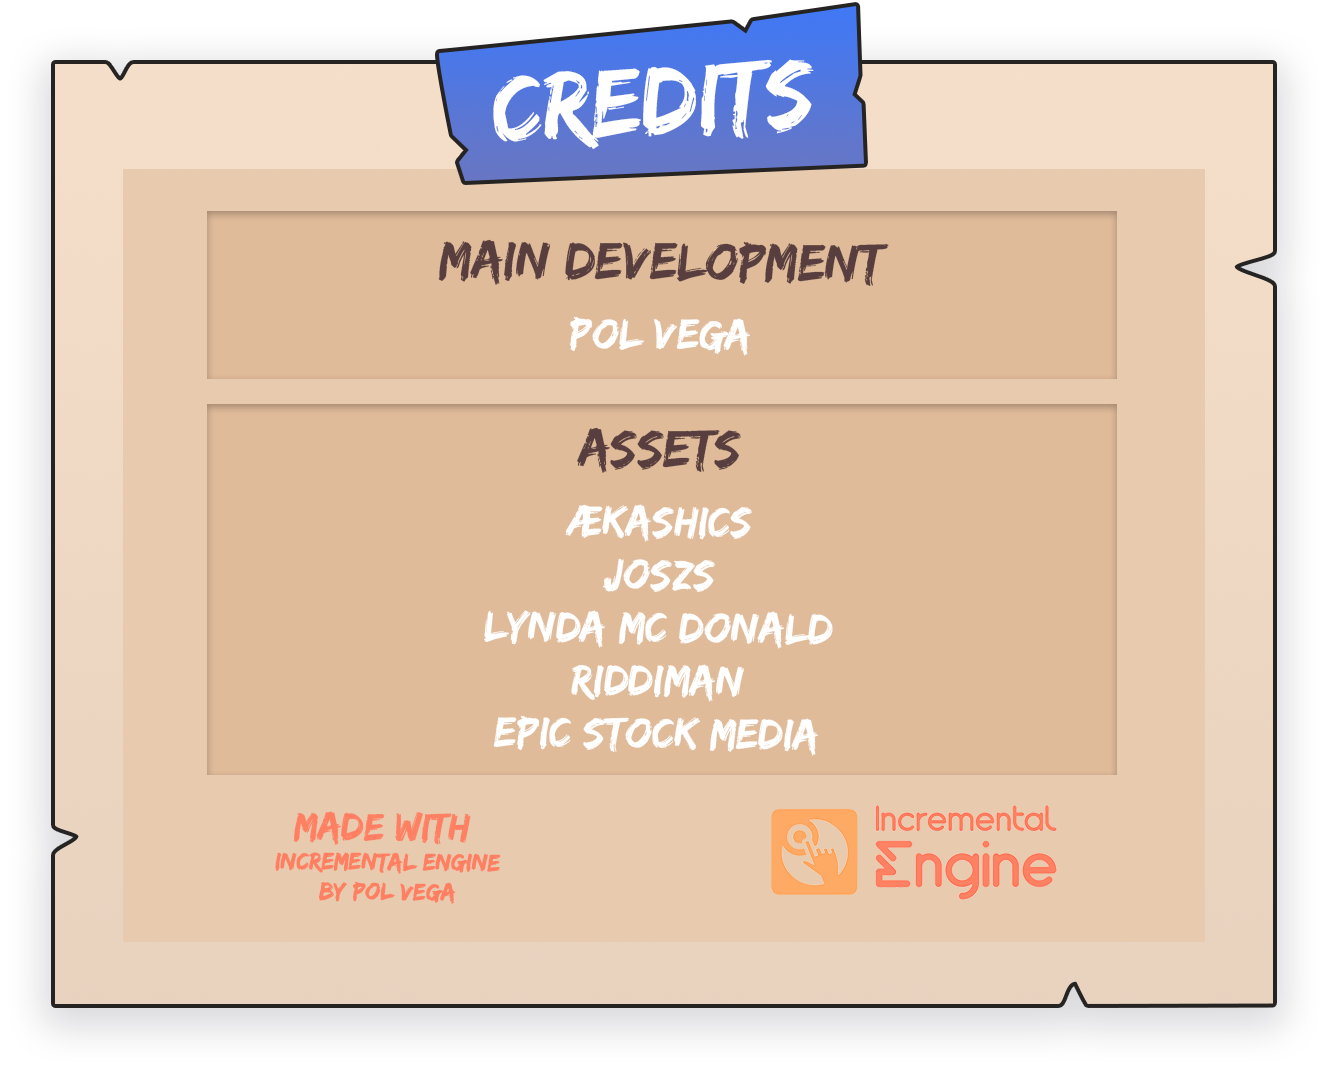 CREDITS
MAIN DEVELOPMENT
POL VEGA
ASSETS
ÆKASHICS
JOSZS
LYNDA MC DONALD
RIDDIMAN
EPIC STOCK MEDIA
MADE WITH
INCREMENTAL ENGINE
BY POL VEGA
Incremental
Engine